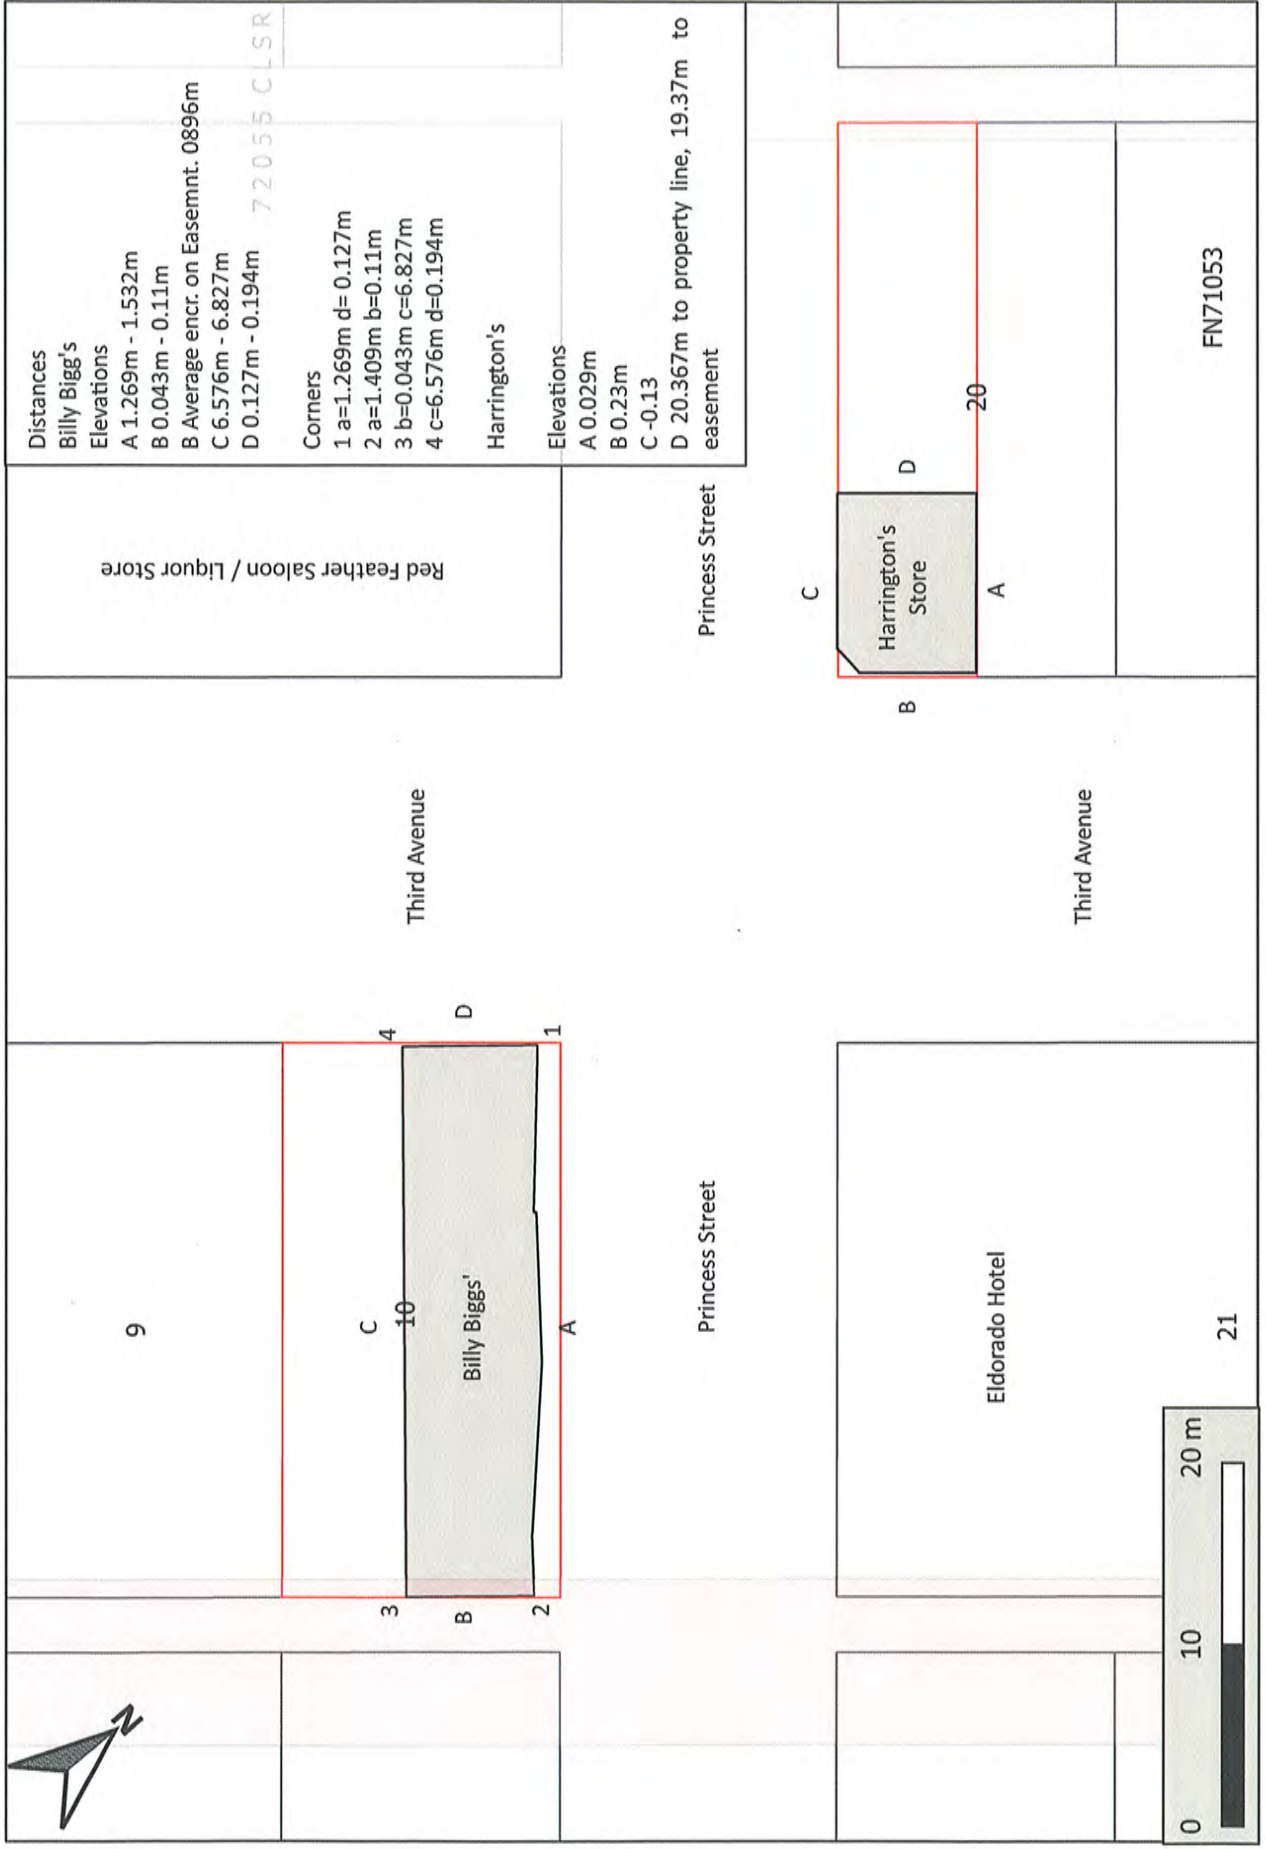 Distances
Billy Bigg's
Elevations
A 1.269m - 1.532m
B 0.043m - 0.11m
B Average encr. on Easemnt. 0896m
C 6.576m - 6.827m
D 0.127m - 0.194m
72055 CLSR
Corners
1 a=1.269m d= 0.127m
2 a=1.409m b=0.11m
3 b=0.043m c=6.827m
4 c=6.576m d=0.194m
Harrington's
Elevations
A 0.029m
B 0.23m
C -0.13
D 20.367m to property line, 19.37m to
easement
Red Feather Saloon / Liquor Store
Third Avenue
9
4
D
1
C
10
Billy Biggs'
A
3
B
2
N
Princess Street
Princess Street
C
Harrington's
Store
D
A
B
20
FN71053
Third Avenue
Eldorado Hotel
21
0 10 20 m